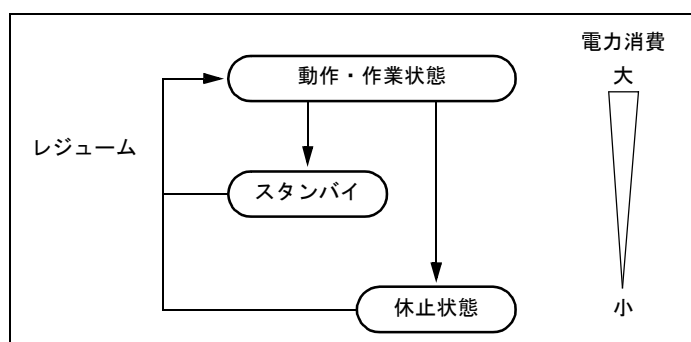 電力消費
動作・作業状態
大
レジューム
スタンバイ
休止状態
小